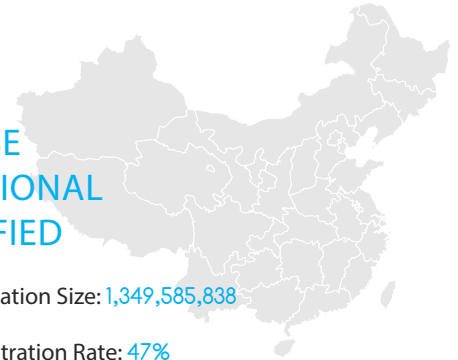 E
IONAL
FIED
ation Size: 1,349,585,838
tration Rate: 47%